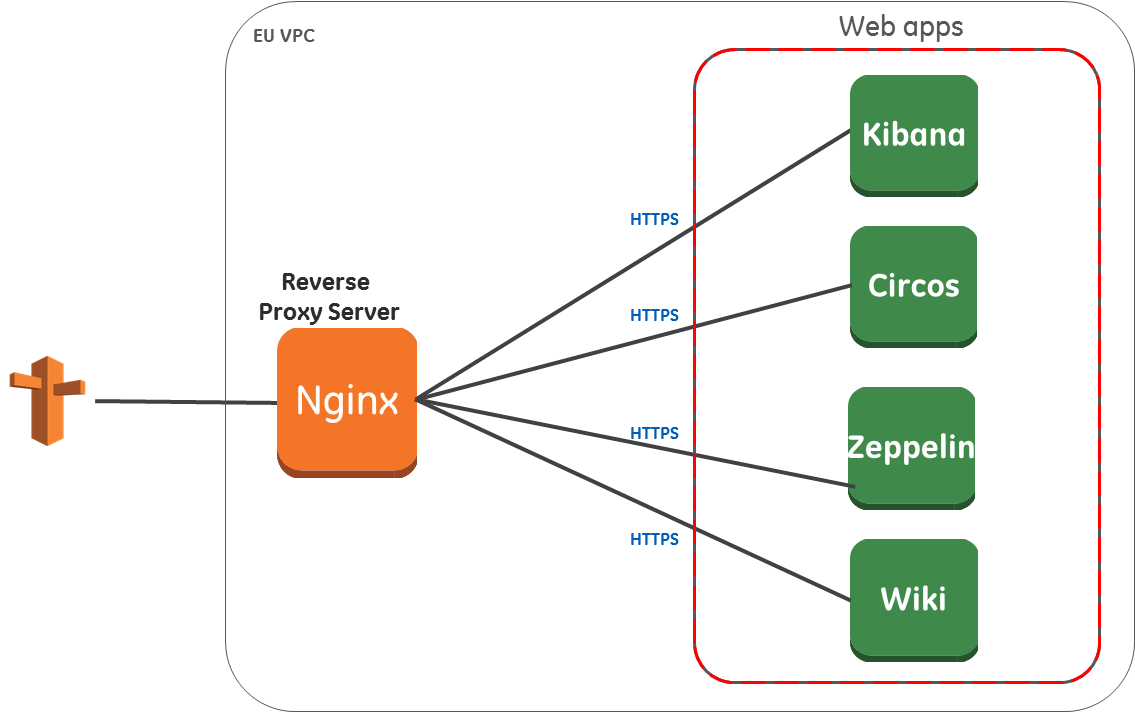 Web apps
EU VPC
Kibana
HTTPS
Circos
Reverse
Proxy Server
HTTPS
Nginx
HTTPS
Zeppelin
HTTPS
Wiki